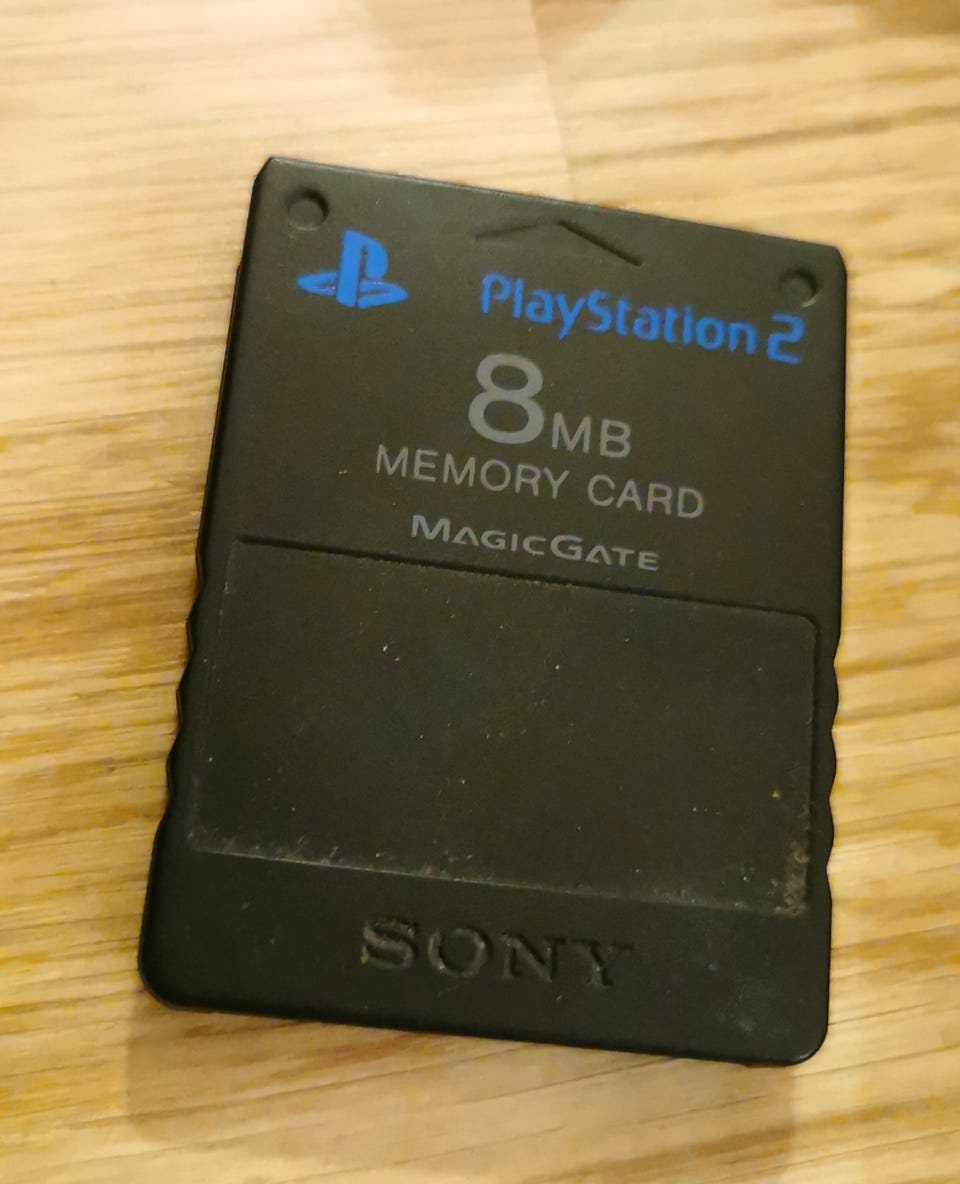 PlayStation 2
8MB
MEMORY CARD
MAGICGATE
SONY